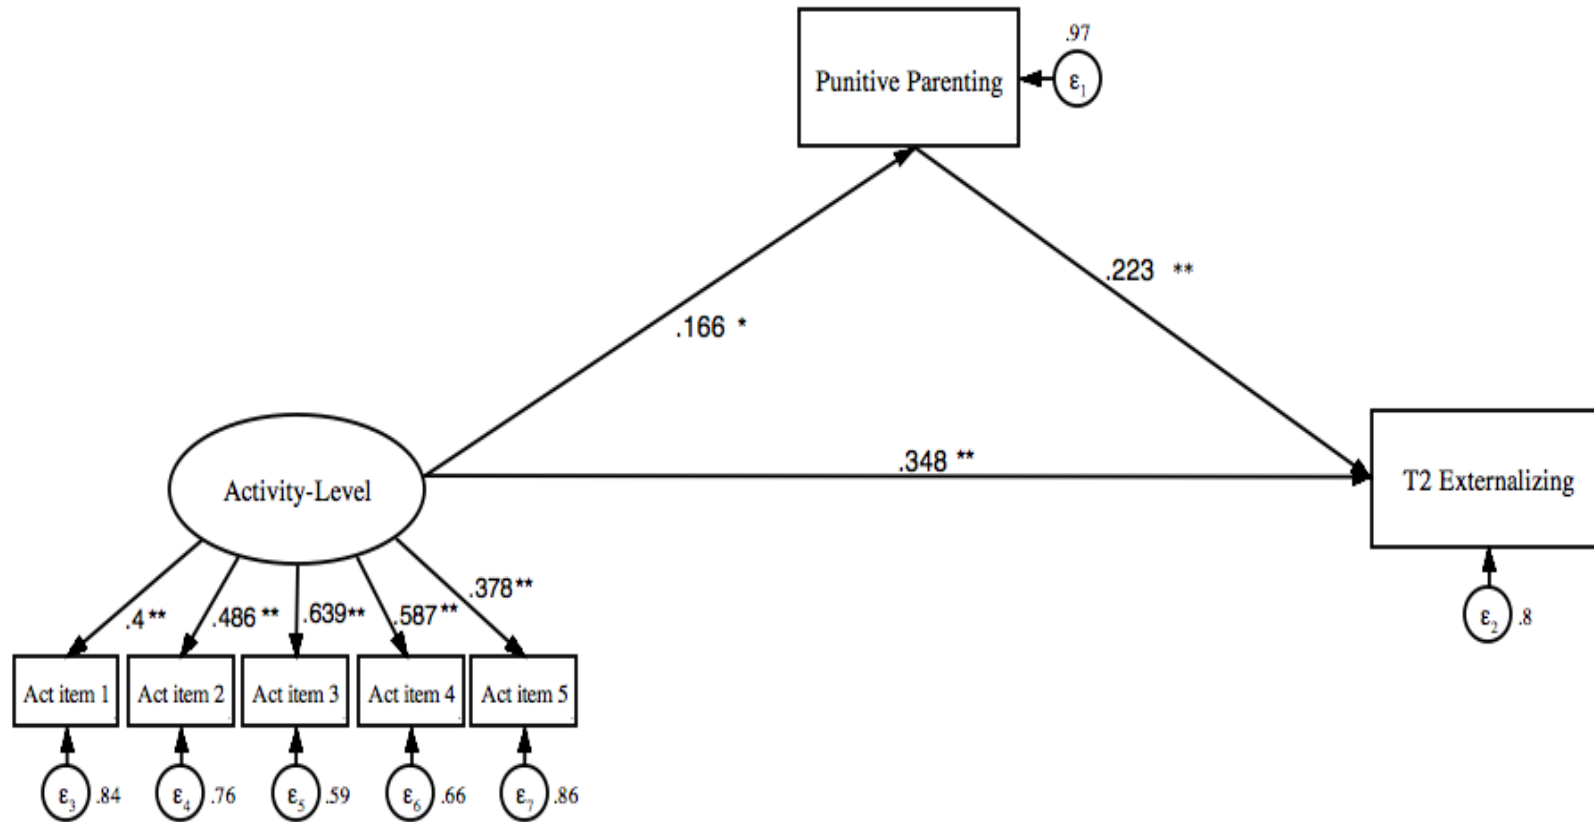 .97
Punitive Parenting
ε1
.223 **
.166 *
.348 **
Activity-Level
T2 Externalizing
.378**
.4** .486** .639** .587**
ε2 .8
Act item 1 Act item 2 Act item 3 Act item 4 Act item 5
ε3 .84 ε4 .76 ε5 .59 ε6 .66 ε7 .86